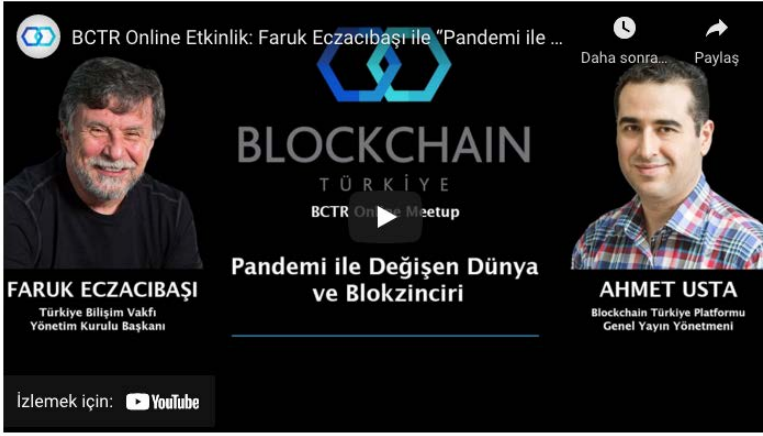 BCTR Online Etkinlik: Faruk Eczacıbaşı ile “Pandemi ile ...
Daha sonra...
Paylaş
BLOCKCHAIN
TÜRKİYE
BCTR Online Meetup
Pandemi ile Değişen Dünya
ve Blokzinciri
FARUK ECZACIBAŞI
Türkiye Bilişim Vakfı
Yönetim Kurulu Başkanı
AHMET USTA
Blockchain Türkiye Platformu
Genel Yayın Yönetmeni
İzlemek için: YouTube